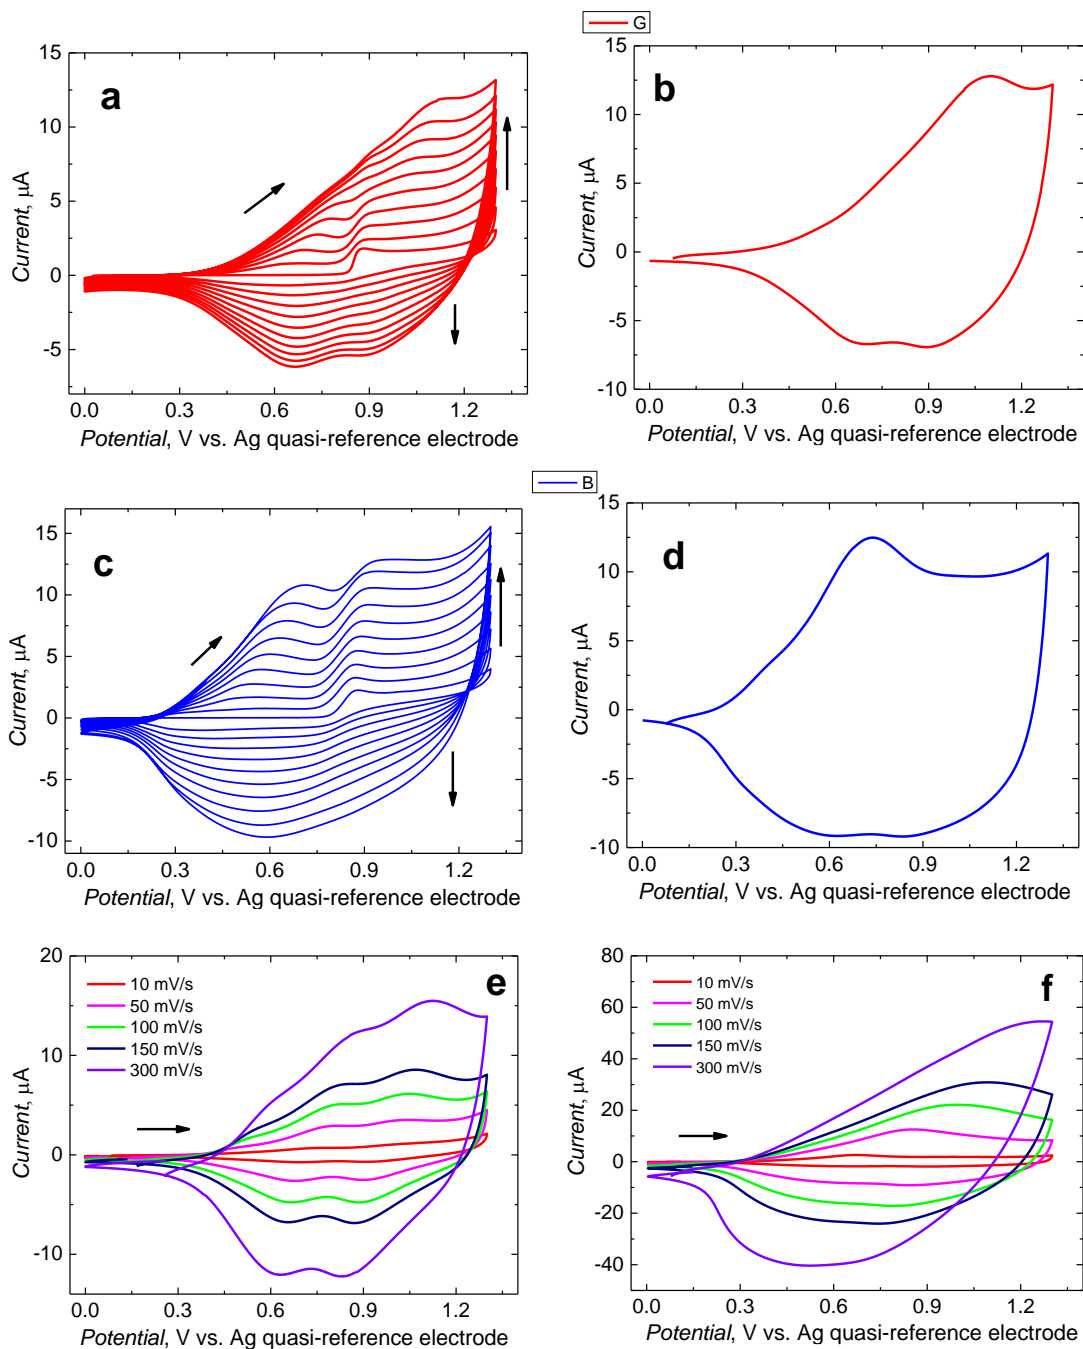 G
a
15
10
5
0
-5
Current, μA
0.0 0.3 0.6 0.9 1.2
Potential, V vs. Ag quasi-reference electrode
b
15
10
5
0
-5
-10
Current, μA
0.0 0.3 0.6 0.9 1.2
Potential, V vs. Ag quasi-reference electrode
B
c
15
10
5
0
-5
-10
Current, μA
0.0 0.3 0.6 0.9 1.2
Potential, V vs. Ag quasi-reference electrode
d
15
10
5
0
-5
-10
Current, μA
0.0 0.3 0.6 0.9 1.2
Potential, V vs. Ag quasi-reference electrode
e
10 mV/s
50 mV/s
100 mV/s
150 mV/s
300 mV/s
20
10
0
-10
Current, μA
0.0 0.3 0.6 0.9 1.2
Potential, V vs. Ag quasi-reference electrode
f
10 mV/s
50 mV/s
100 mV/s
150 mV/s
300 mV/s
80
60
40
20
0
-20
-40
Current, μA
0.0 0.3 0.6 0.9 1.2
Potential, V vs. Ag quasi-reference electrode